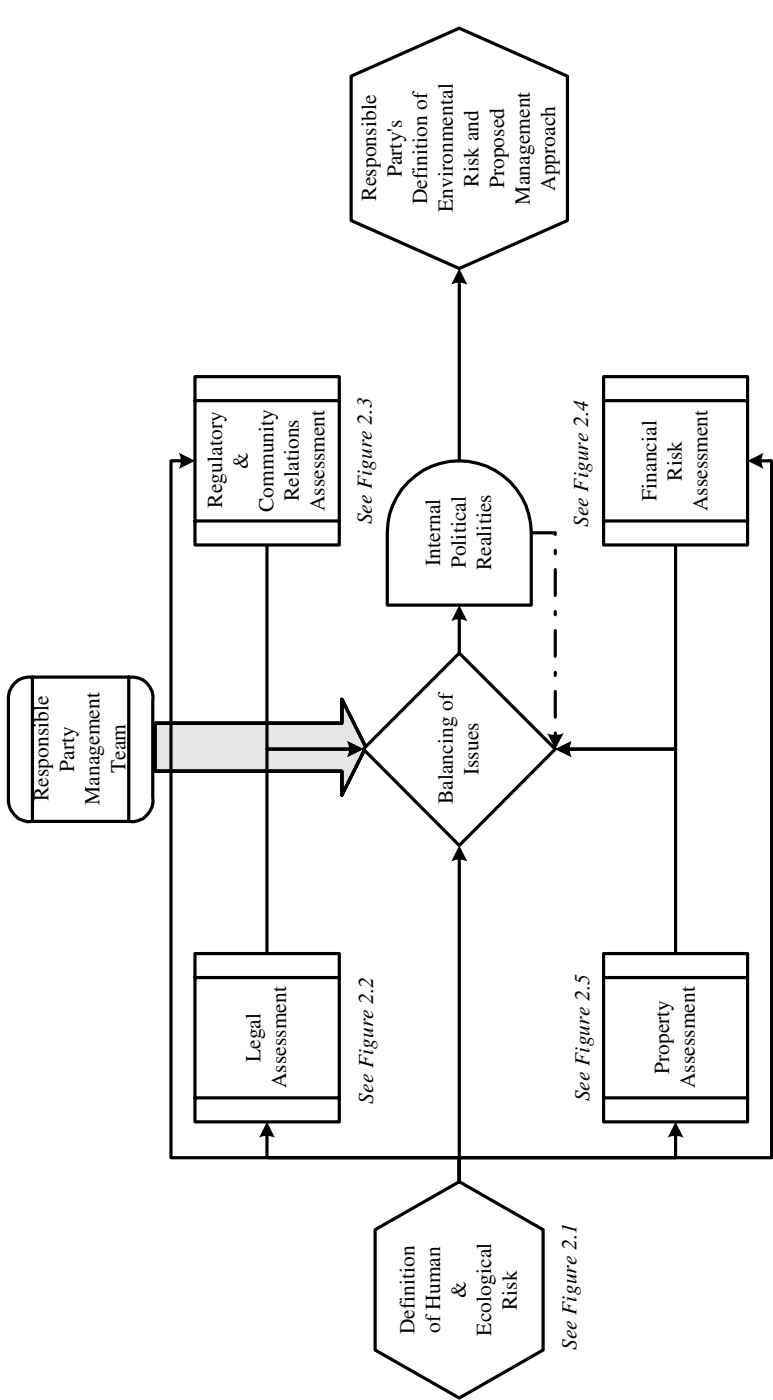 Responsible
Party
Management
Team
Legal
Assessment
See Figure 2.2
Regulatory
&
Community
Relations
Assessment
See Figure 2.3
Definition
of Human
&
Ecological
Risk
See Figure 2.1
Balancing of
Issues
Internal
Political
Realities
Responsible
Party's
Definition of
Environmental
Risk and
Proposed
Management
Approach
See Figure 2.5
Property
Assessment
See Figure 2.4
Financial
Risk
Assessment